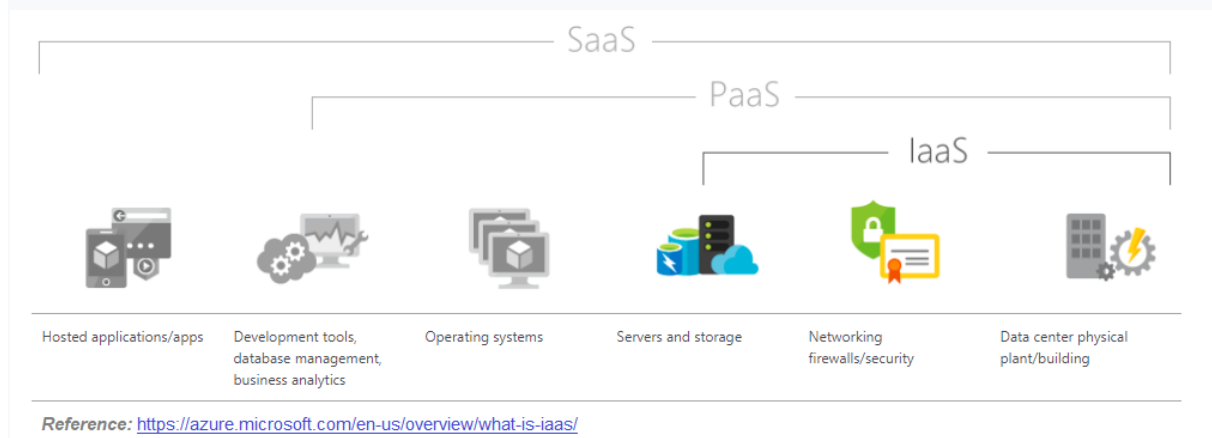 SaaS
PaaS
IaaS
Hosted applications/apps
Development tools,
database management,
business analytics
Operating systems
Servers and storage
Networking
firewalls/security
Data center physical
plant/building
Reference: https://azure.microsoft.com/en-us/overview/what-is-iaas/